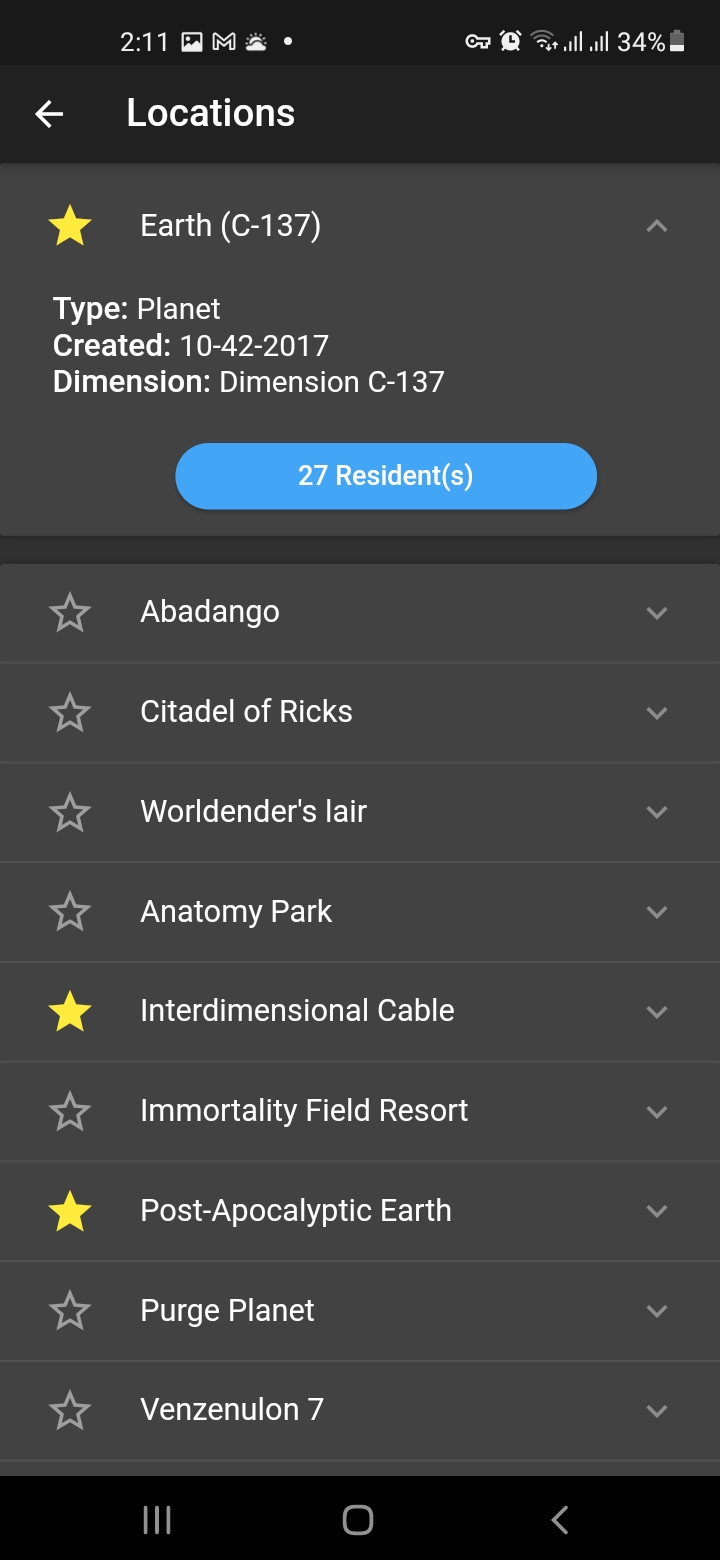 2:11 34%
Locations
Earth (C-137)
Type: Planet
Created: 10-42-2017
Dimension: Dimension C-137
27 Resident(s)
Abadango
Citadel of Ricks
Worldender's lair
Anatomy Park
Interdimensional Cable
Immortality Field Resort
Post-Apocalyptic Earth
Purge Planet
Venzenulon 7